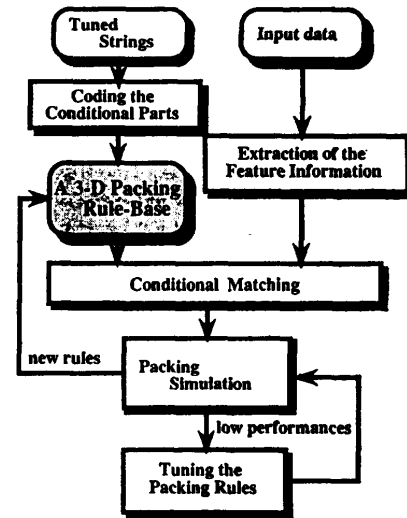 Tuned
Strings
Input data
Coding the
Conditional Parts
Extraction of the
Feature Information
A 3-D Packing
Rule-Base
Conditional Matching
new rules
Packing
Simulation
low performances
Tuning the
Packing Rules